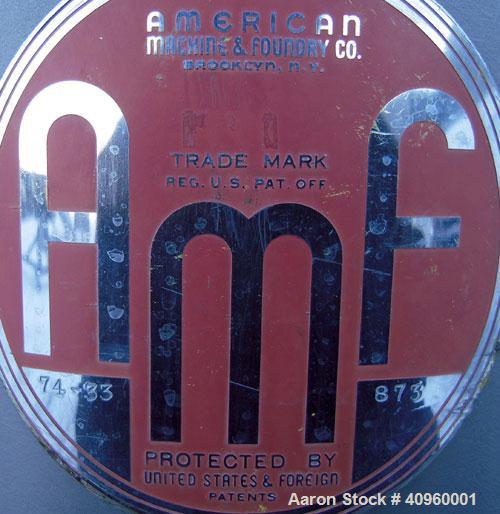 AMERICAN
MACHINE & FOUNDRY CO.
BROOKLYN, N.Y.
TRADE MARK
REG. U.S. PAT. OFF
AMF
74-33 873
PROTECTED BY
UNITED STATES & FOREIGN
PATENTS
Aaron Stock # 40960001